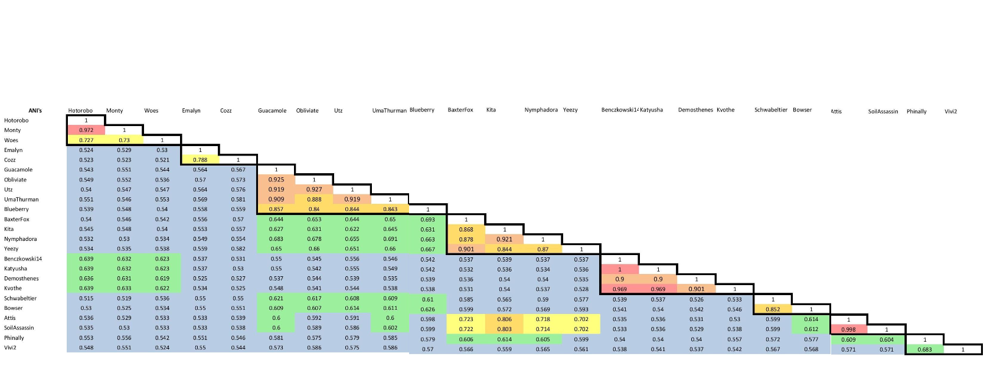 ANI's Hotorobo Monty Woes Emalyn Cozz Guacamole Obliviate Utz UmaThurman Blueberry BaxterFox Kita Nymphadora Yeezy Benczkowski14 Katyusha Demosthenes Kvothe Schwabeltier Bowser Attis SoilAssassin Phinally Vivi2
Hotorobo 1
Monty 0.972 1
Woes 0.727 0.73 1
Emalyn 0.524 0.529 0.53 1
Cozz 0.523 0.523 0.521 0.788 1
Guacamole 0.543 0.551 0.544 0.564 0.567 1
Obliviate 0.549 0.552 0.536 0.57 0.573 0.925 1
Utz 0.54 0.547 0.547 0.564 0.576 0.919 0.927 1
UmaThurman 0.551 0.546 0.553 0.569 0.581 0.909 0.888 0.919 1
Blueberry 0.539 0.548 0.54 0.558 0.559 0.857 0.84 0.844 0.843 1
BaxterFox 0.54 0.546 0.542 0.556 0.57 0.644 0.653 0.644 0.65 0.693 1
Kita 0.545 0.548 0.54 0.553 0.557 0.627 0.631 0.622 0.645 0.631 0.868 1
Nymphadora 0.532 0.53 0.534 0.549 0.554 0.683 0.678 0.655 0.691 0.663 0.878 0.921 1
Yeezy 0.534 0.535 0.538 0.559 0.582 0.65 0.66 0.651 0.66 0.667 0.901 0.844 0.87 1
Benczkowski14 0.639 0.632 0.623 0.537 0.531 0.55 0.545 0.556 0.546 0.542 0.537 0.539 0.537 0.537 1
Katyusha 0.639 0.632 0.623 0.537 0.53 0.55 0.542 0.555 0.549 0.542 0.532 0.536 0.534 0.536 1 1
Demosthenes 0.636 0.631 0.619 0.525 0.527 0.537 0.544 0.539 0.535 0.539 0.536 0.54 0.54 0.535 0.9 0.9 1
Kvothe 0.639 0.633 0.622 0.534 0.525 0.548 0.541 0.544 0.538 0.538 0.531 0.54 0.537 0.528 0.969 0.969 0.901 1
Schwabeltier 0.515 0.519 0.536 0.55 0.55 0.621 0.617 0.608 0.609 0.61 0.585 0.565 0.59 0.577 0.539 0.537 0.526 0.533 1
Bowser 0.53 0.525 0.534 0.55 0.551 0.609 0.607 0.614 0.611 0.626 0.599 0.572 0.569 0.593 0.541 0.54 0.542 0.546 0.852 1
Attis 0.536 0.529 0.533 0.533 0.539 0.6 0.592 0.591 0.6 0.598 0.723 0.806 0.718 0.702 0.535 0.536 0.531 0.53 0.599 0.614 1
SoilAssassin 0.535 0.53 0.533 0.533 0.538 0.6 0.589 0.586 0.602 0.599 0.722 0.803 0.714 0.702 0.533 0.536 0.529 0.538 0.599 0.612 0.998 1
Phinally 0.553 0.556 0.542 0.551 0.546 0.581 0.575 0.579 0.585 0.579 0.606 0.614 0.605 0.599 0.54 0.54 0.54 0.557 0.572 0.577 0.609 0.604 1
Vivi2 0.548 0.551 0.524 0.55 0.544 0.573 0.586 0.575 0.586 0.57 0.566 0.559 0.565 0.561 0.538 0.541 0.537 0.542 0.567 0.568 0.571 0.571 0.683 1